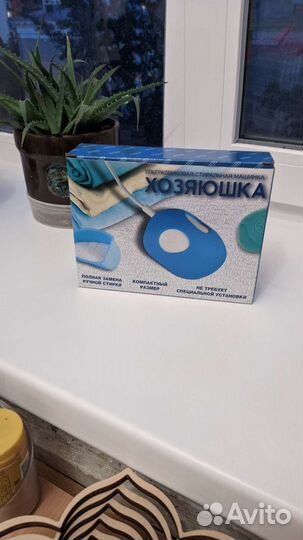 УЛЬТРАЗВУКОВАЯ СТИРАЛЬНАЯ МАШИНКА
ХОЗЯЮШКА
ПОЛНАЯ ЗАМЕНА
РУЧНОЙ СТИРКИ
КОМПАКТНЫЙ
РАЗМЕР
НЕ ТРЕБУЕТ
СПЕЦИАЛЬНОЙ УСТАНОВКИ
Avito